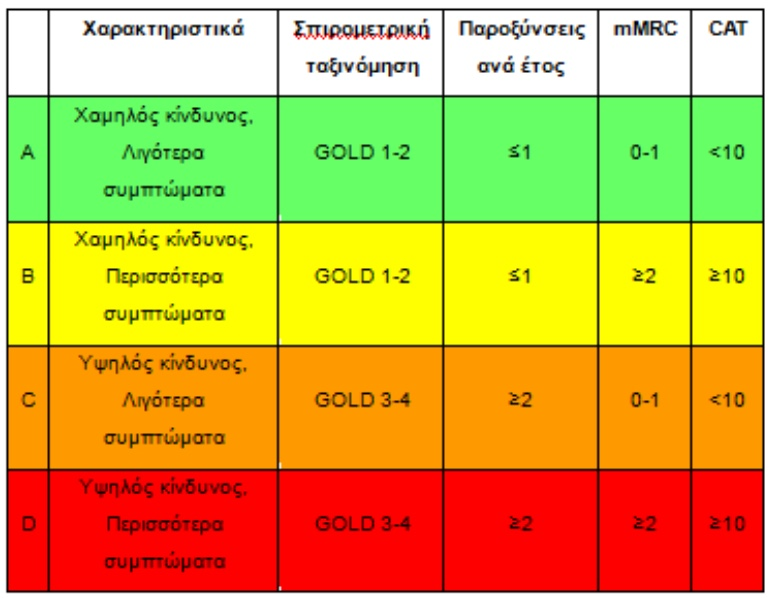 Χαρακτηριστικά Σπιρομετρική ταξινόμηση Παροξύνσεις ανά έτος mMRC CAT
A Χαμηλός κίνδυνος, Λιγότερα συμπτώματα GOLD 1-2 ≤1 0-1 <10
B Χαμηλός κίνδυνος, Περισσότερα συμπτώματα GOLD 1-2 ≤1 ≥2 ≥10
C Υψηλός κίνδυνος, Λιγότερα συμπτώματα GOLD 3-4 ≥2 0-1 <10
D Υψηλός κίνδυνος, Περισσότερα συμπτώματα GOLD 3-4 ≥2 ≥2 ≥10